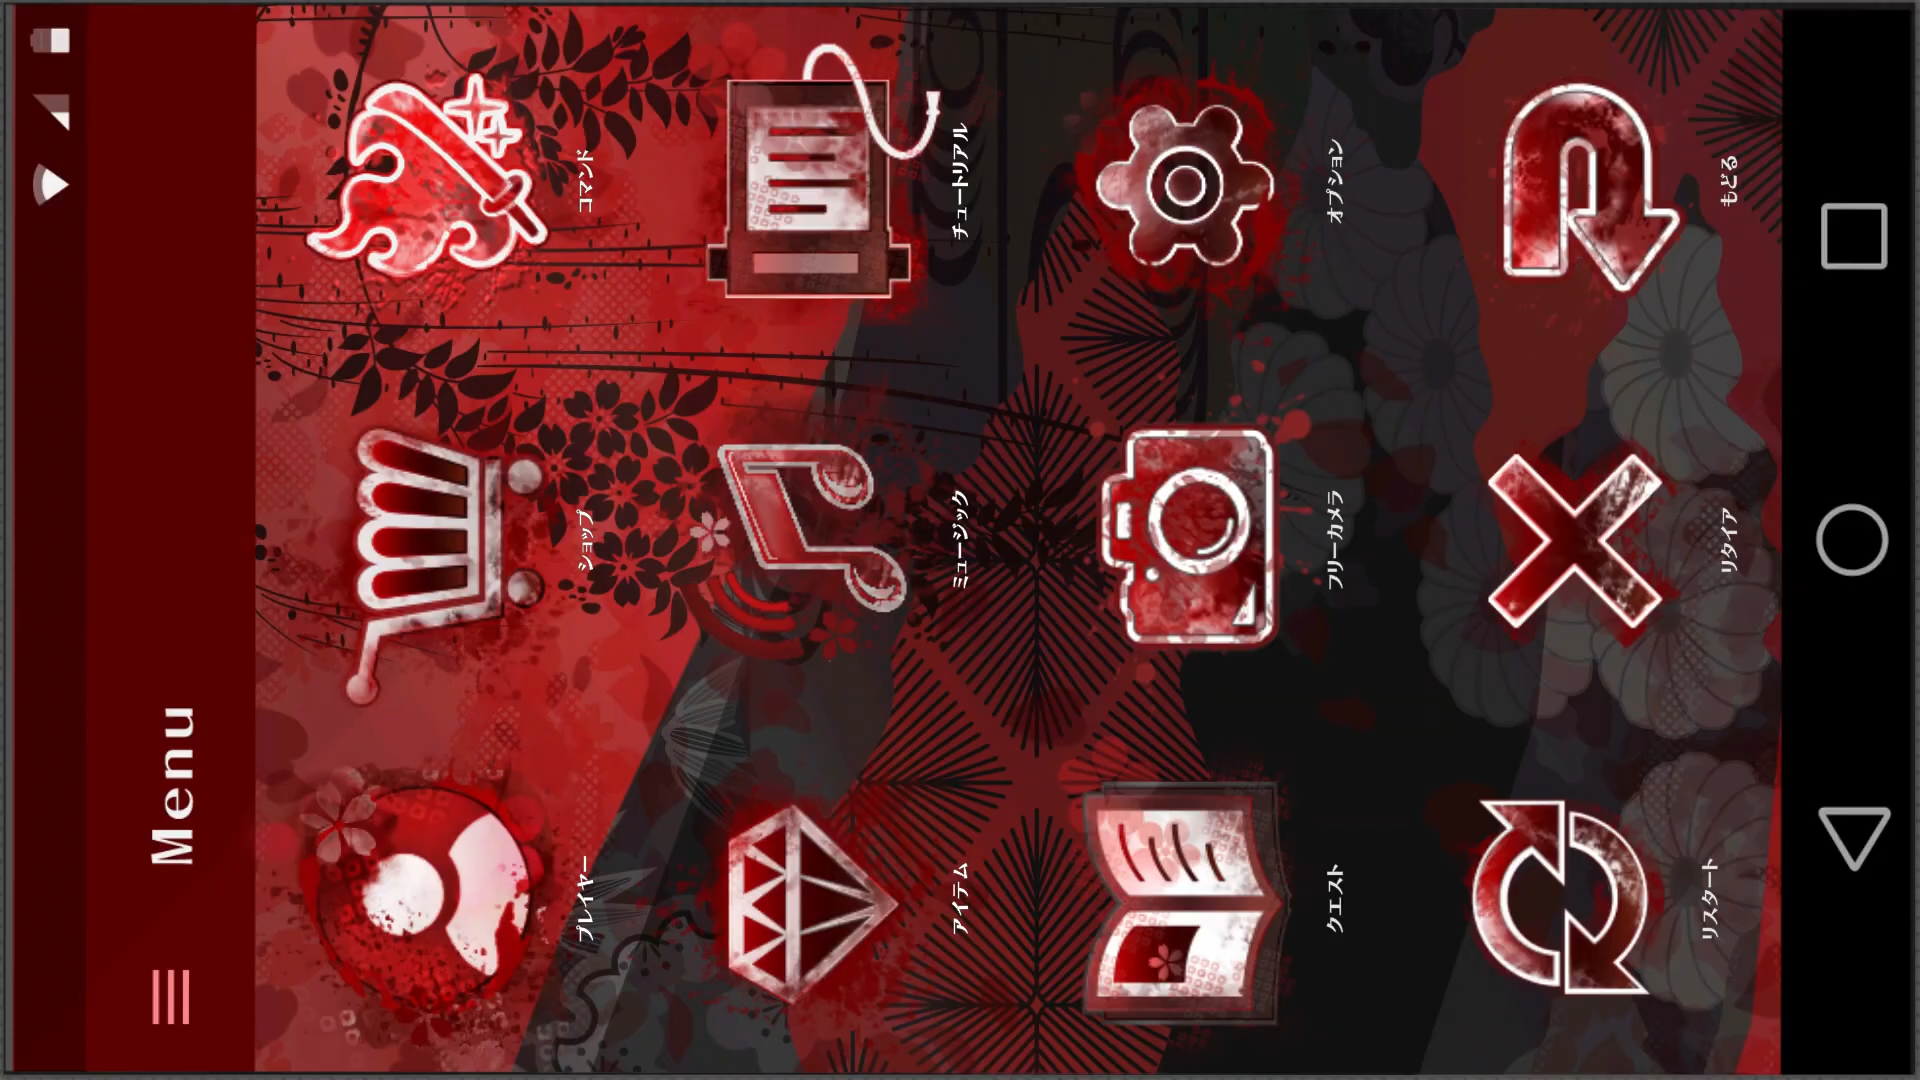 Menu
プレイヤー
ショップ
コマンド
アイテム
ミュージック
チュートリアル
クエスト
フリーカメラ
オプション
リスタート
リタイア
もどる